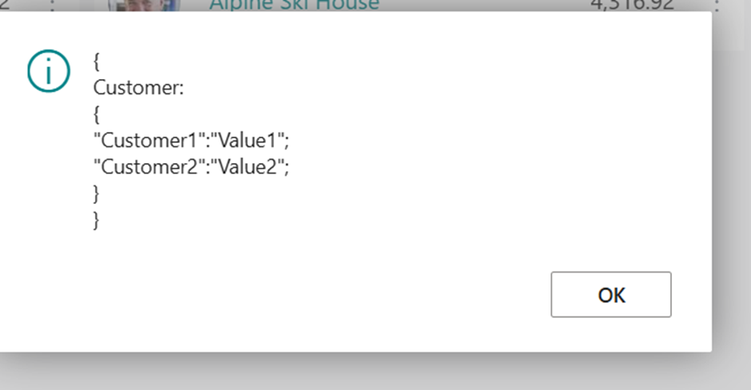 Alpine Ski House 4,316.92
{
Customer:
{
"Customer1":"Value1";
"Customer2":"Value2";
}
}
OK